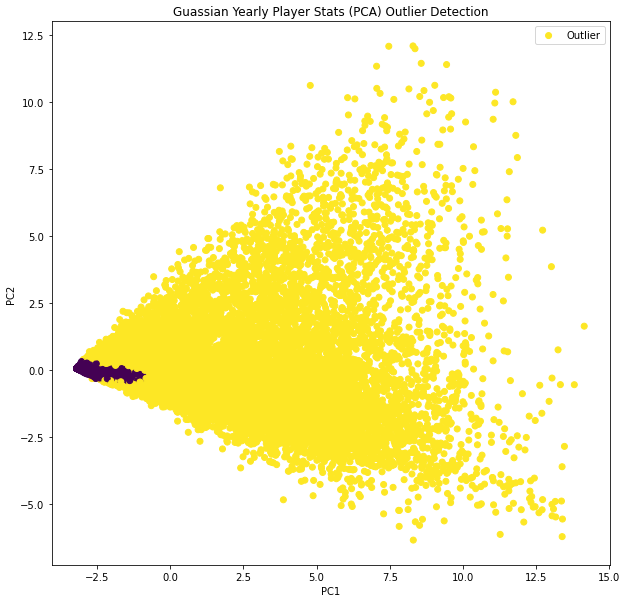 Guassian Yearly Player Stats (PCA) Outlier Detection
Outlier
12.5
10.0
7.5
5.0
2.5
0.0
−2.5
−5.0
PC2
−2.5 0.0 2.5 5.0 7.5 10.0 12.5 15.0
PC1